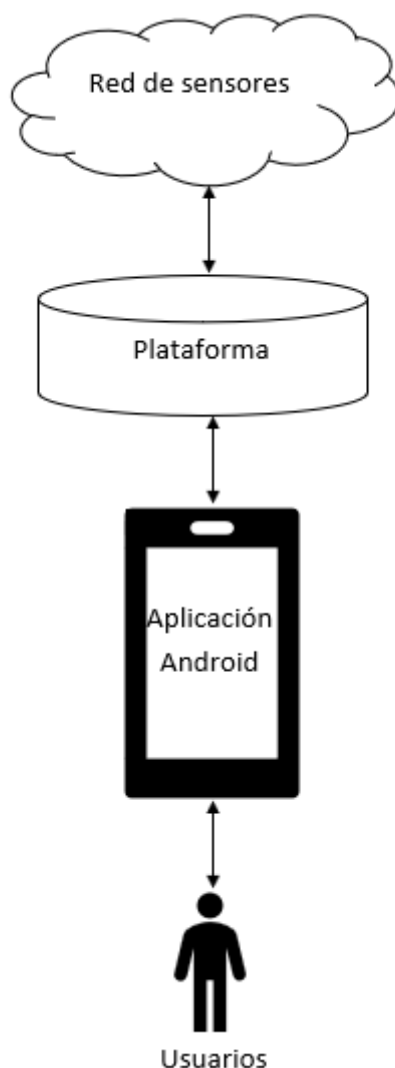 Red de sensores
Plataforma
Aplicación
Android
Usuarios